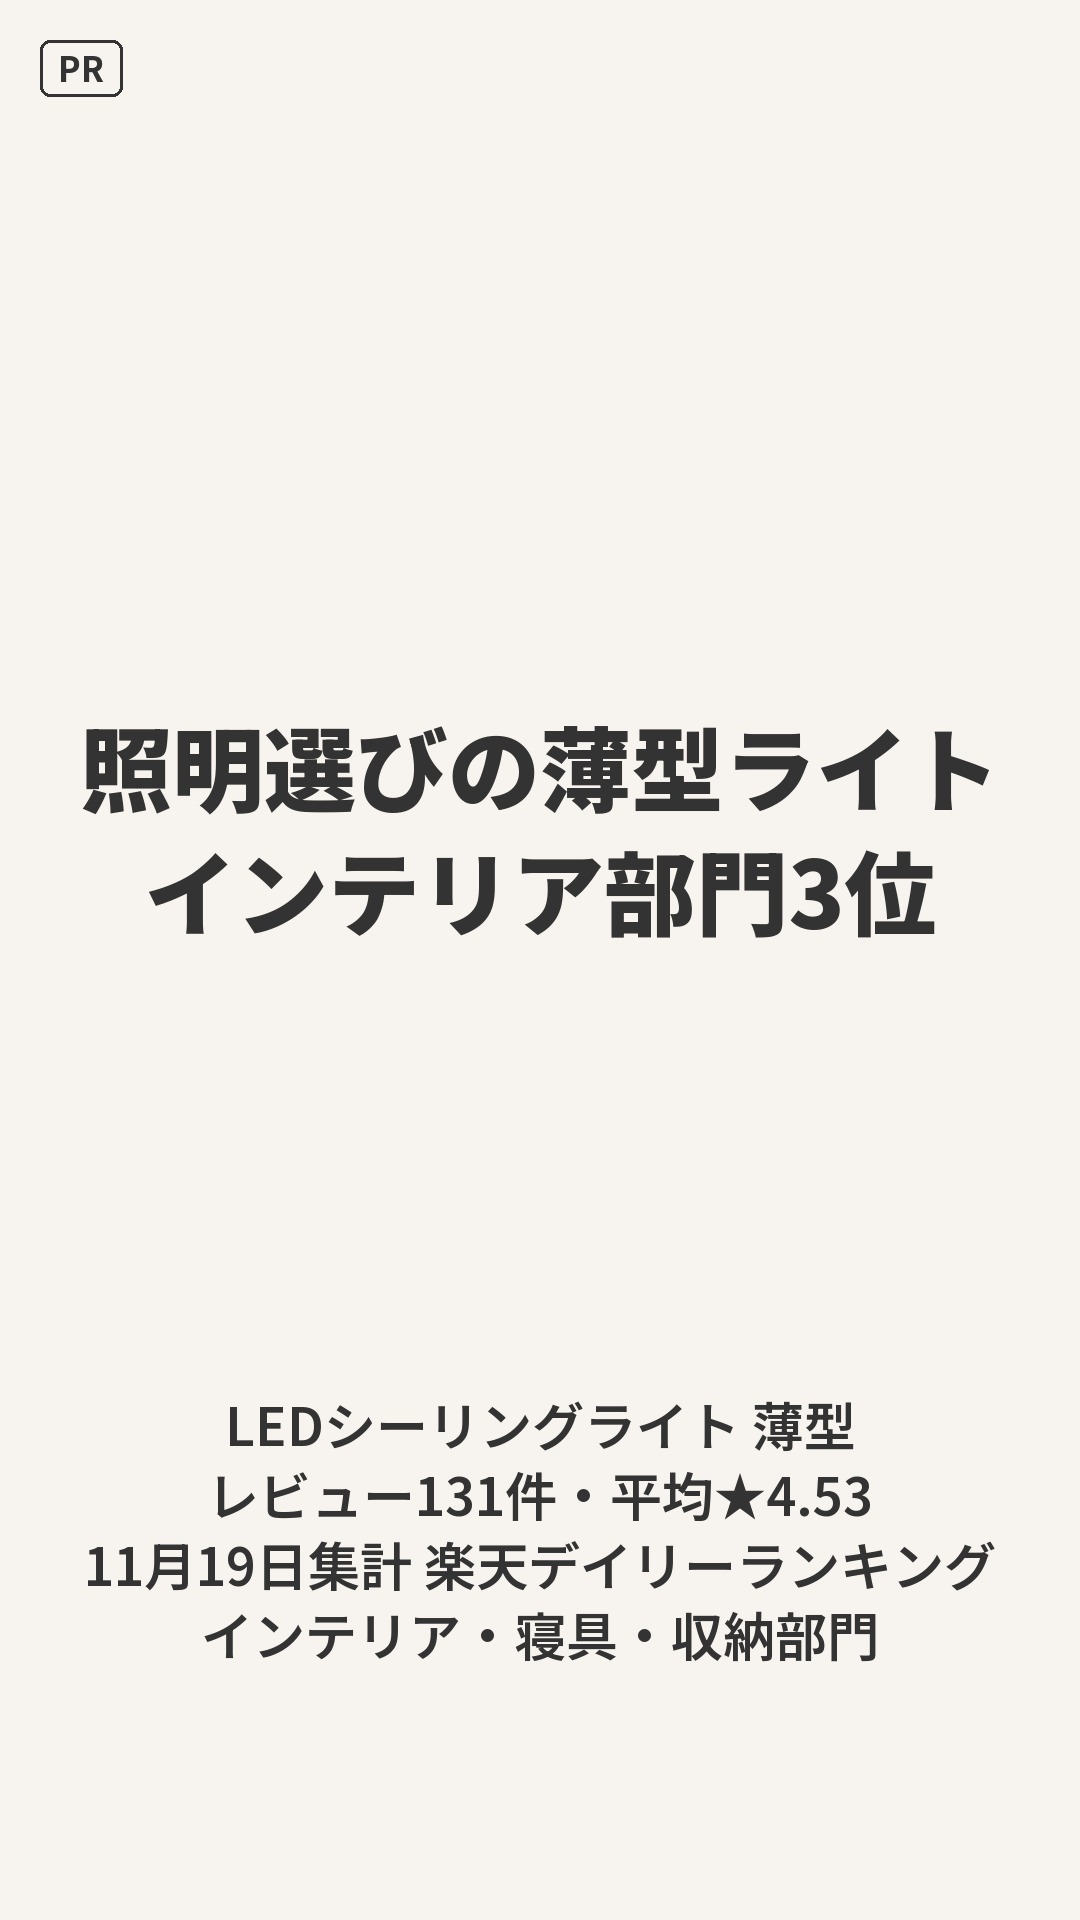 PR
照明選びの薄型ライト
インテリア部門3位
LEDシーリングライト 薄型
レビュー131件・平均★4.53
11月19日集計 楽天デイリーランキング
インテリア・寝具・収納部門